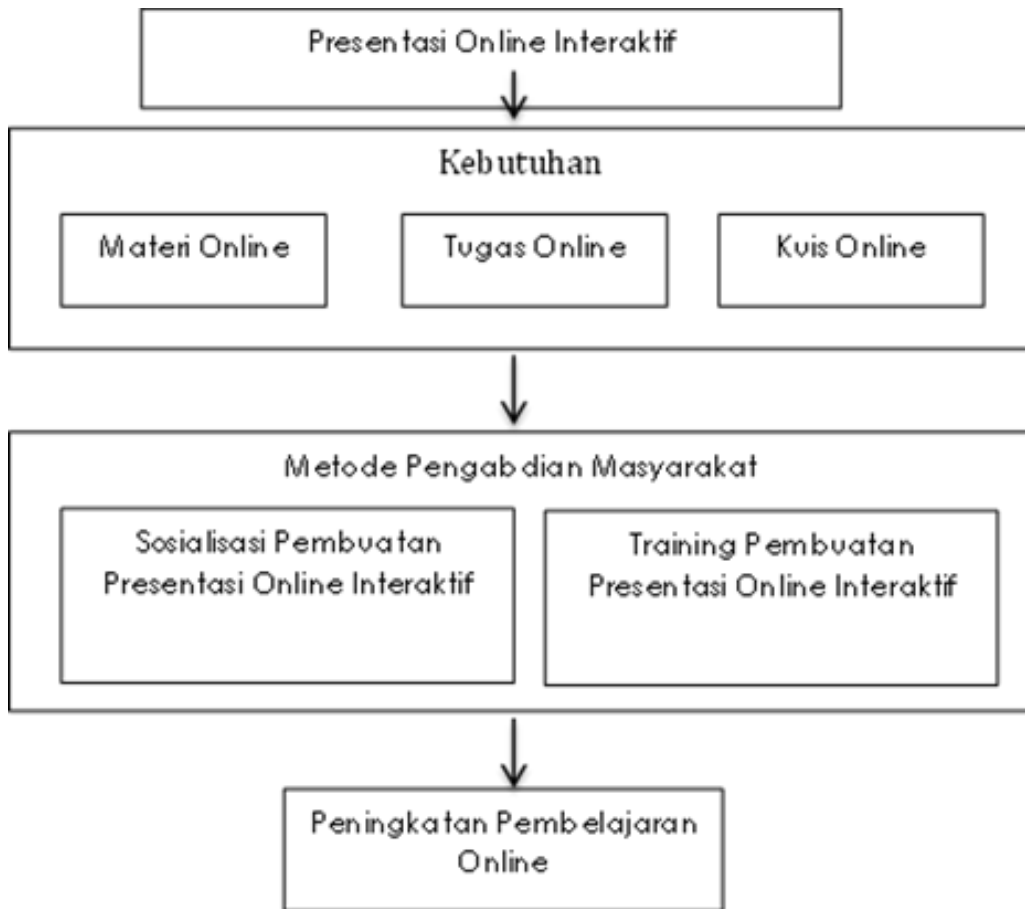 Presentasi Online Interaktif
Kebutuhan
Materi Online
Tugas Online
Kuis Online
Metode Pengabdian Masyarakat
Sosialisasi Pembuatan
Presentasi Online Interaktif
Training Pembuatan
Presentasi Online Interaktif
Peningkatan Pembelajaran
Online